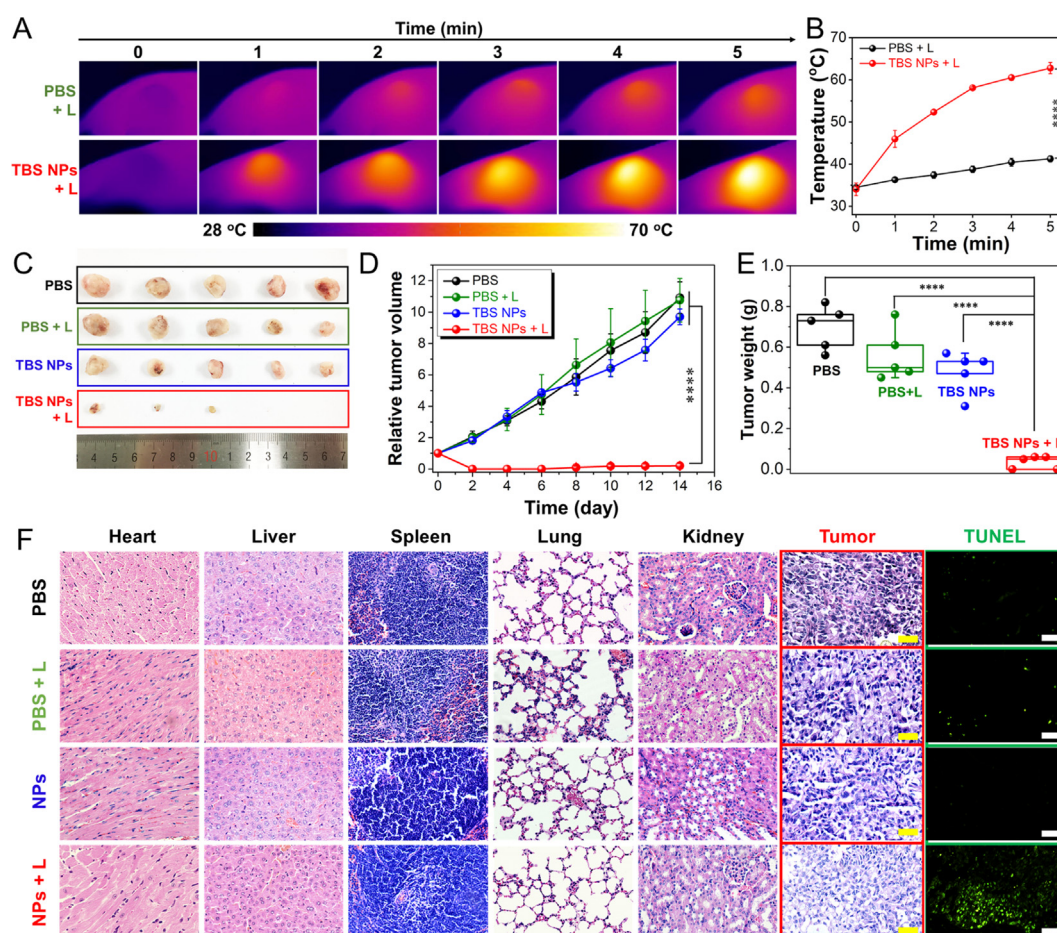 A
Time (min)
0 1 2 3 4 5
PBS
+ L
TBS NPs
+ L
28 °C 70 °C
B
PBS + L
TBS NPs + L
Temperature (°C)
70
60
50
40
30
****
0 1 2 3 4 5
Time (min)
C
PBS
PBS + L
TBS NPs
TBS NPs
+ L
4 5 6 7 8 9 10 1 2 3 4 5 6 7
D
PBS
PBS + L
TBS NPs
TBS NPs + L
Relative tumor volume
12
10
8
6
4
2
0
****
0 2 4 6 8 10 12 14 16
Time (day)
E
Tumor weight (g)
1.0
0.8
0.6
0.4
0.2
0.0
****
****
****
PBS
PBS+L
TBS NPs
TBS NPs + L
F
Heart Liver Spleen Lung Kidney Tumor TUNEL
PBS
PBS + L
NPs
NPs + L